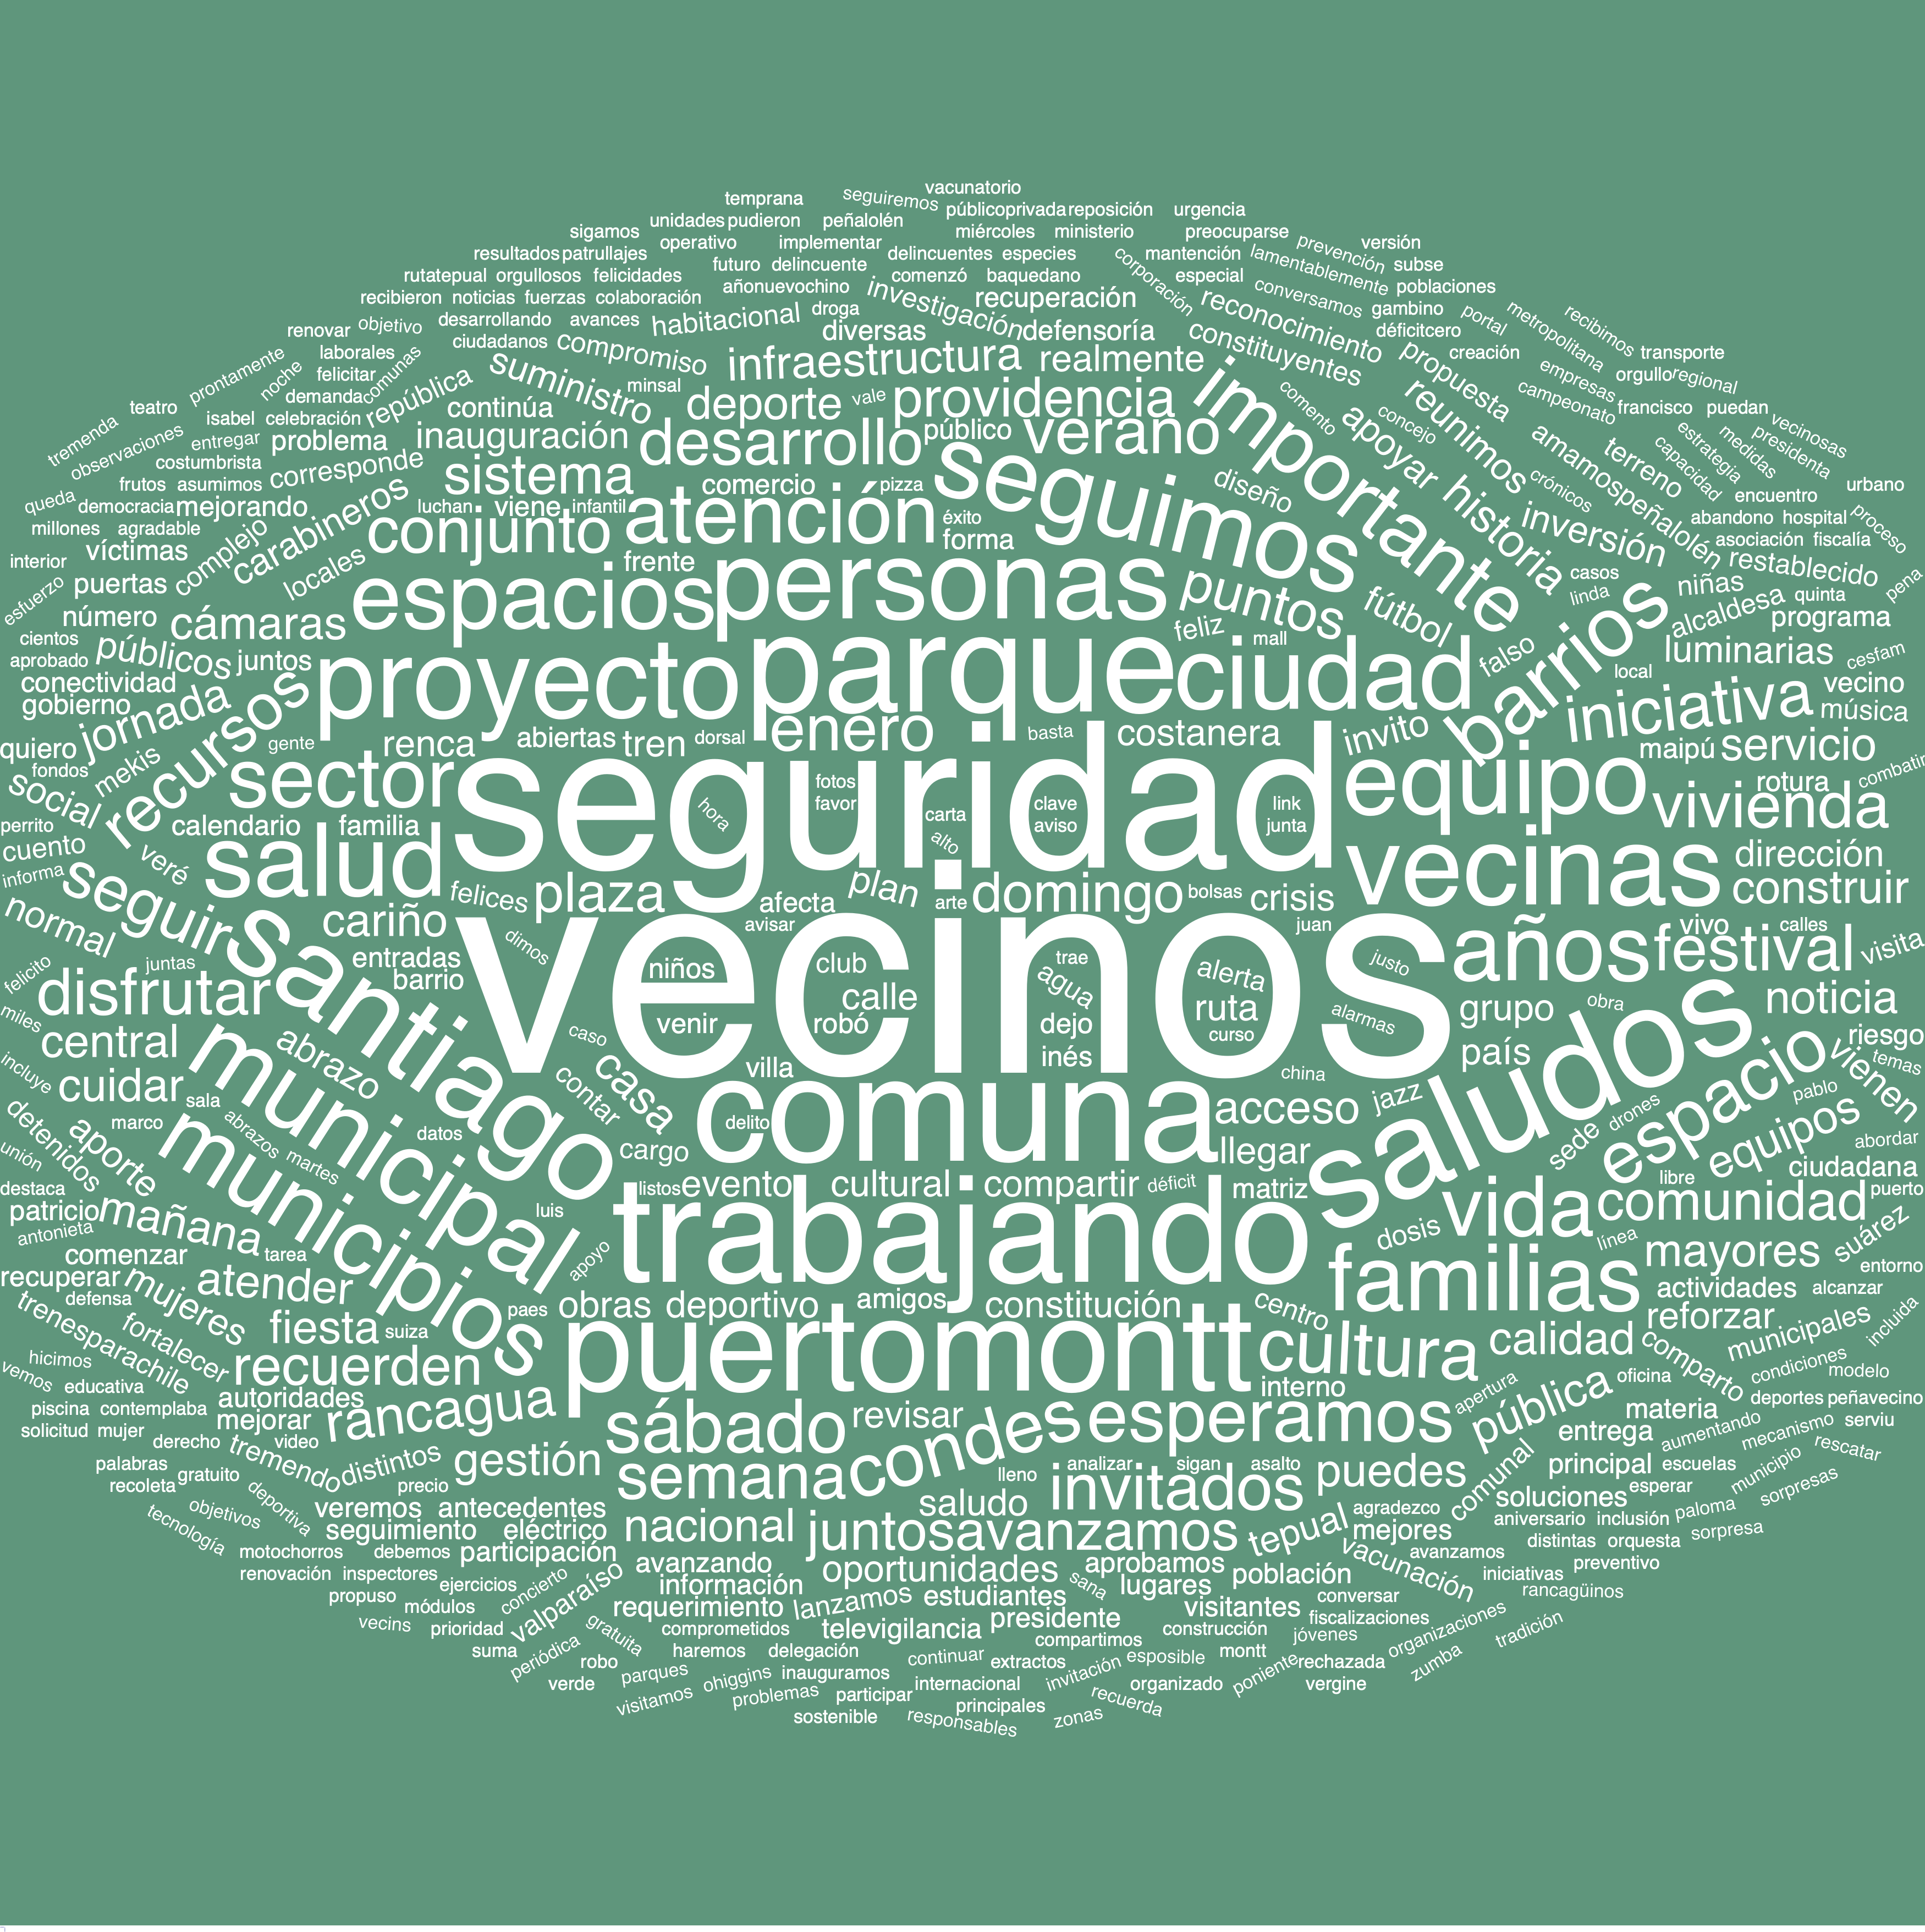 vacunatorio
temprana seguiremos
públicoprivada reposición urgencia
unidades pudieron peñalolén
sigamos miércoles ministerio preocuparse
operativo implementar prevención versión
resultados patrullajes delincuentes especies corporación mantención lamentablemente subse
futuro delincuente
rutatepual orgullosos felicidades comenzó baquedano especial conversamos poblaciones
añonuevochino investigación recuperación reconocimiento metropolitana recibimos
recibieron noticias fuerzas colaboración droga gambino portal
renovar objetivo desarrollando avances habitacional diversas defensoría constituyentes déficitcero
ciudadanos compromiso propuesta creación transporte
prontamente laborales comunas suministro infraestructura realmente importante empresas
noche felicitar república minsal reunimos orgullo regional
demanda deporte vale providencia comento campeonato
teatro continúa apoyar concejo francisco puedan
tremenda isabel celebración vecinosas
observaciones entregar problema inauguración desarrollo público verano amamospeñalolén terreno estrategia medidas presidenta
costumbrista corresponde sistema seguimos historia crónicos capacidad
frutos asumimos carabineros comercio pizza diseño encuentro urbano
queda democracia mejorando luchan viene infantil atención éxito inversión abandono hospital proceso
millones agradable complejo conjunto forma asociación fiscalía
interior víctimas locales frente restablecido
esfuerzo puertas espacios personas puntos fútbol casos niñas quinta pena
número cámaras linda alcaldesa programa
cientos feliz mall barrios
aprobado públicos juntos proyecto parque ciudad falso luminarias cesfam
conectividad local
gobierno jornada recursos iniciativa vecino música
quiero gente renca abiertas tren dorsal enero basta costanera invito maipú servicio
fondos mekis
social sector seguridad equipo rotura combatir
fotos
favor hora carta clave link vivienda
perrito calendario familia aviso junta
cuento veré alto vecinas dirección
informa salud
seguir felices plaza afecta plan arte domingo bolsas crisis construir
normal cariño avisar juan vivo calles
entradas dimos vecinos años festival visita
felicito juntas barrio niños club trae alerta justo
disfrutar santiago calle agua ruta grupo obra noticia
miles venir robó dejo curso alarmas
central abrazo caso inés país riesgo
incluye cuidar municipal contar casa villa china espacio vienen temas
sala saludos pablo
marco abrazos datos comuna acceso jazz drones
detenidos aporte municipios delito sede equipos abordar
unión martes cargo llegar libre ciudadana
destaca listos evento cultural compartir déficit matriz vida comunidad puerto
patricio mañana luis trabajando dosis suárez
antonieta línea
comenzar tarea apoyo mayores entorno
recuperar mujeres atender familias actividades alcanzar
defensa paes obras deportivo amigos constitución centro reforzar
trenesparachile fortalecer fiesta suiza puertomontt cultura calidad municipales incluida
hicimos recuerden comparto condiciones modelo
vemos educativa autoridades interno apertura pública oficina deportes peñavecino
piscina contemplaba mejorar rancagua sábado revisar condes esperamos materia
solicitud mujer entrega aumentando mecanismo serviu
derecho tremendo video distintos gestión rescatar
palabras semana lleno analizar sigan asalto puedes comunal principal escuelas municipio
recoleta gratuito precio esperar sorpresas
deportiva veremos antecedentes saludo invitados agradezco soluciones paloma
objetivos aniversario inclusión
tecnología seguimiento eléctrico nacional juntosavanzamos tepual mejores distintas orquesta sorpresa
motochorros debemos participación avanzando oportunidades aprobamos vacunación avanzamos preventivo
renovación inspectores ejercicios concierto información sana lugares población iniciativas
propuso módulos valparaíso lanzamos estudiantes conversar rancagüinos
requerimiento visitantes fiscalizaciones
vecins prioridad gratuita comprometidos televigilancia presidente construcción jóvenes organizaciones tradición
suma periódica haremos delegación compartimos montt
robo parques inauguramos continuar extractos invitación esposible poniente rechazada zumba
verde visitamos ohiggins problemas participar internacional organizado vergine
principales recuerda
sostenible responsables zonas